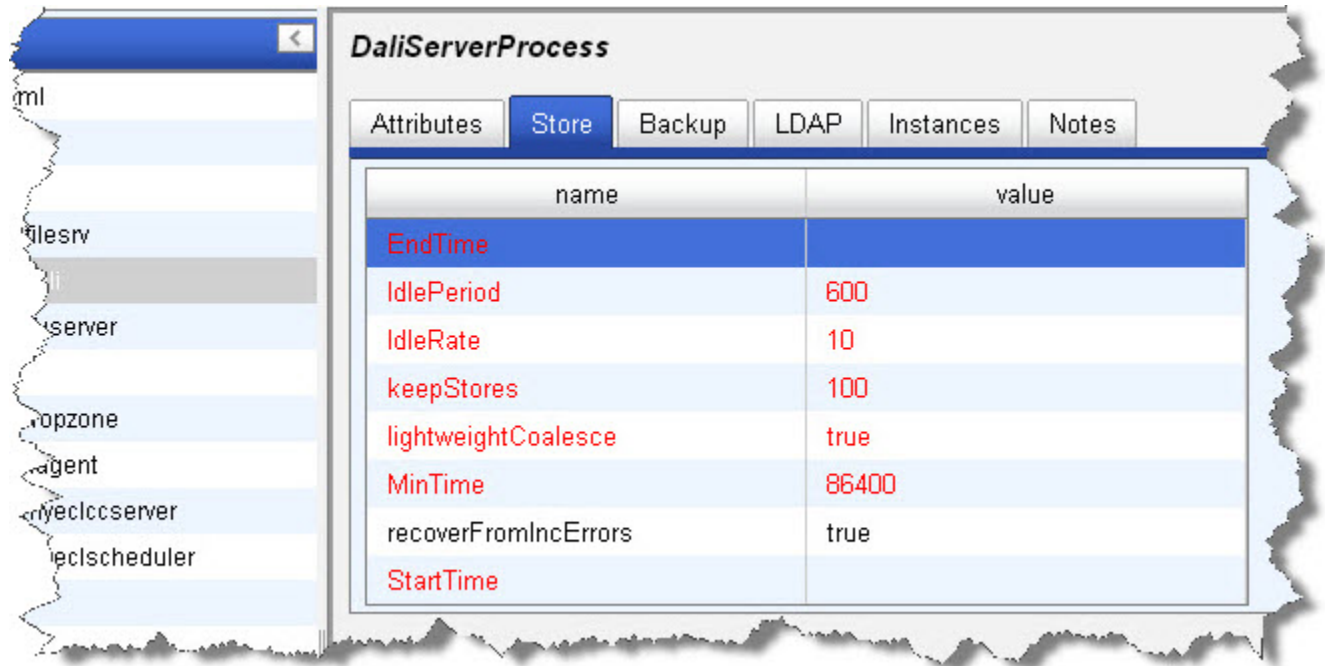 DaliServerProcess
Attributes Store Backup LDAP Instances Notes
name value
EndTime
IdlePeriod 600
IdleRate 10
keepStores 100
lightweightCoalesce true
MinTime 86400
recoverFromIncErrors true
StartTime
ml
filesrv
server
opzone
agent
yeclccserver
eclscheduler